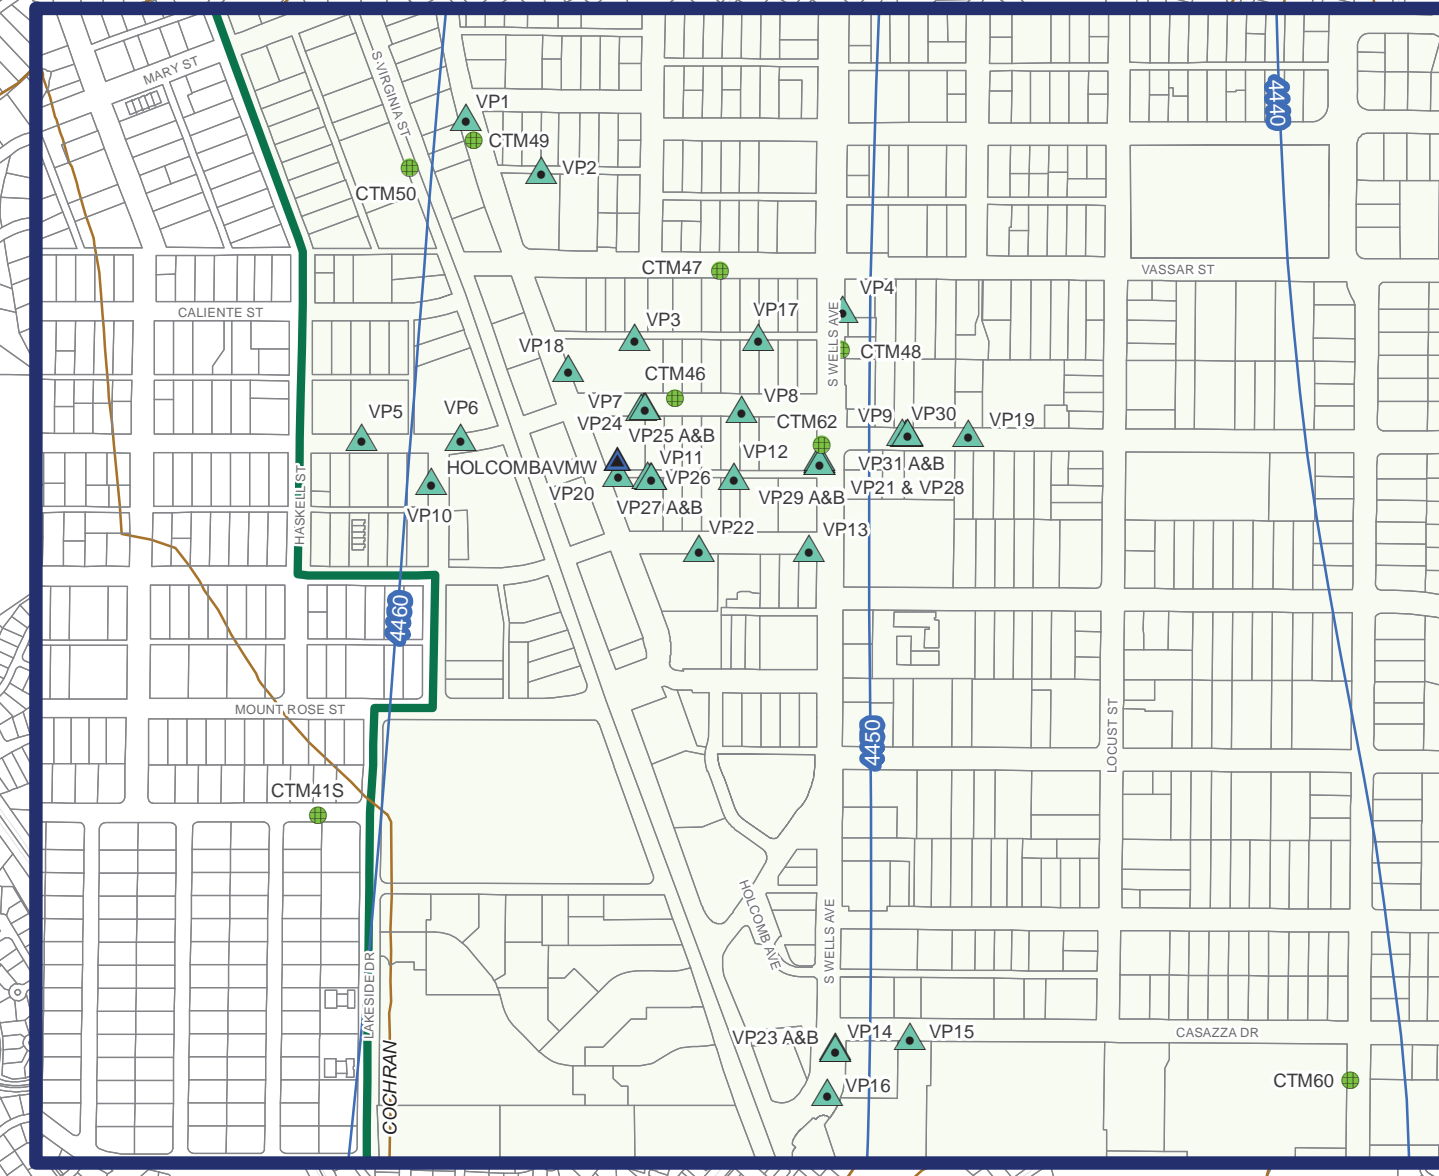 MARY ST
S VIRGINIA ST
VP1
CTM49
VP2
CTM50
4440
CTM47
VASSAR ST
VP4
CALIENTE ST
S WELLS AVE
VP3
VP17
VP18
CTM48
CTM46
VP7
VP8
VP5
VP6
VP24
CTM62
VP9
VP30
VP19
VP25 A&B
VP11
VP12
HOLCOMBAVMW
VP31 A&B
VP26
VP20
VP29 A&B
VP21 & VP28
HASKELL ST
VP10
VP27 A&B
VP22
VP13
4460
MOUNT ROSE ST
LOCUST ST
4450
CTM41S
HOLCOMB AVE
S WELLS AVE
LAKESIDE DR
VP23 A&B
VP14
VP15
CASAZZA DR
COCHRAN
VP16
CTM60